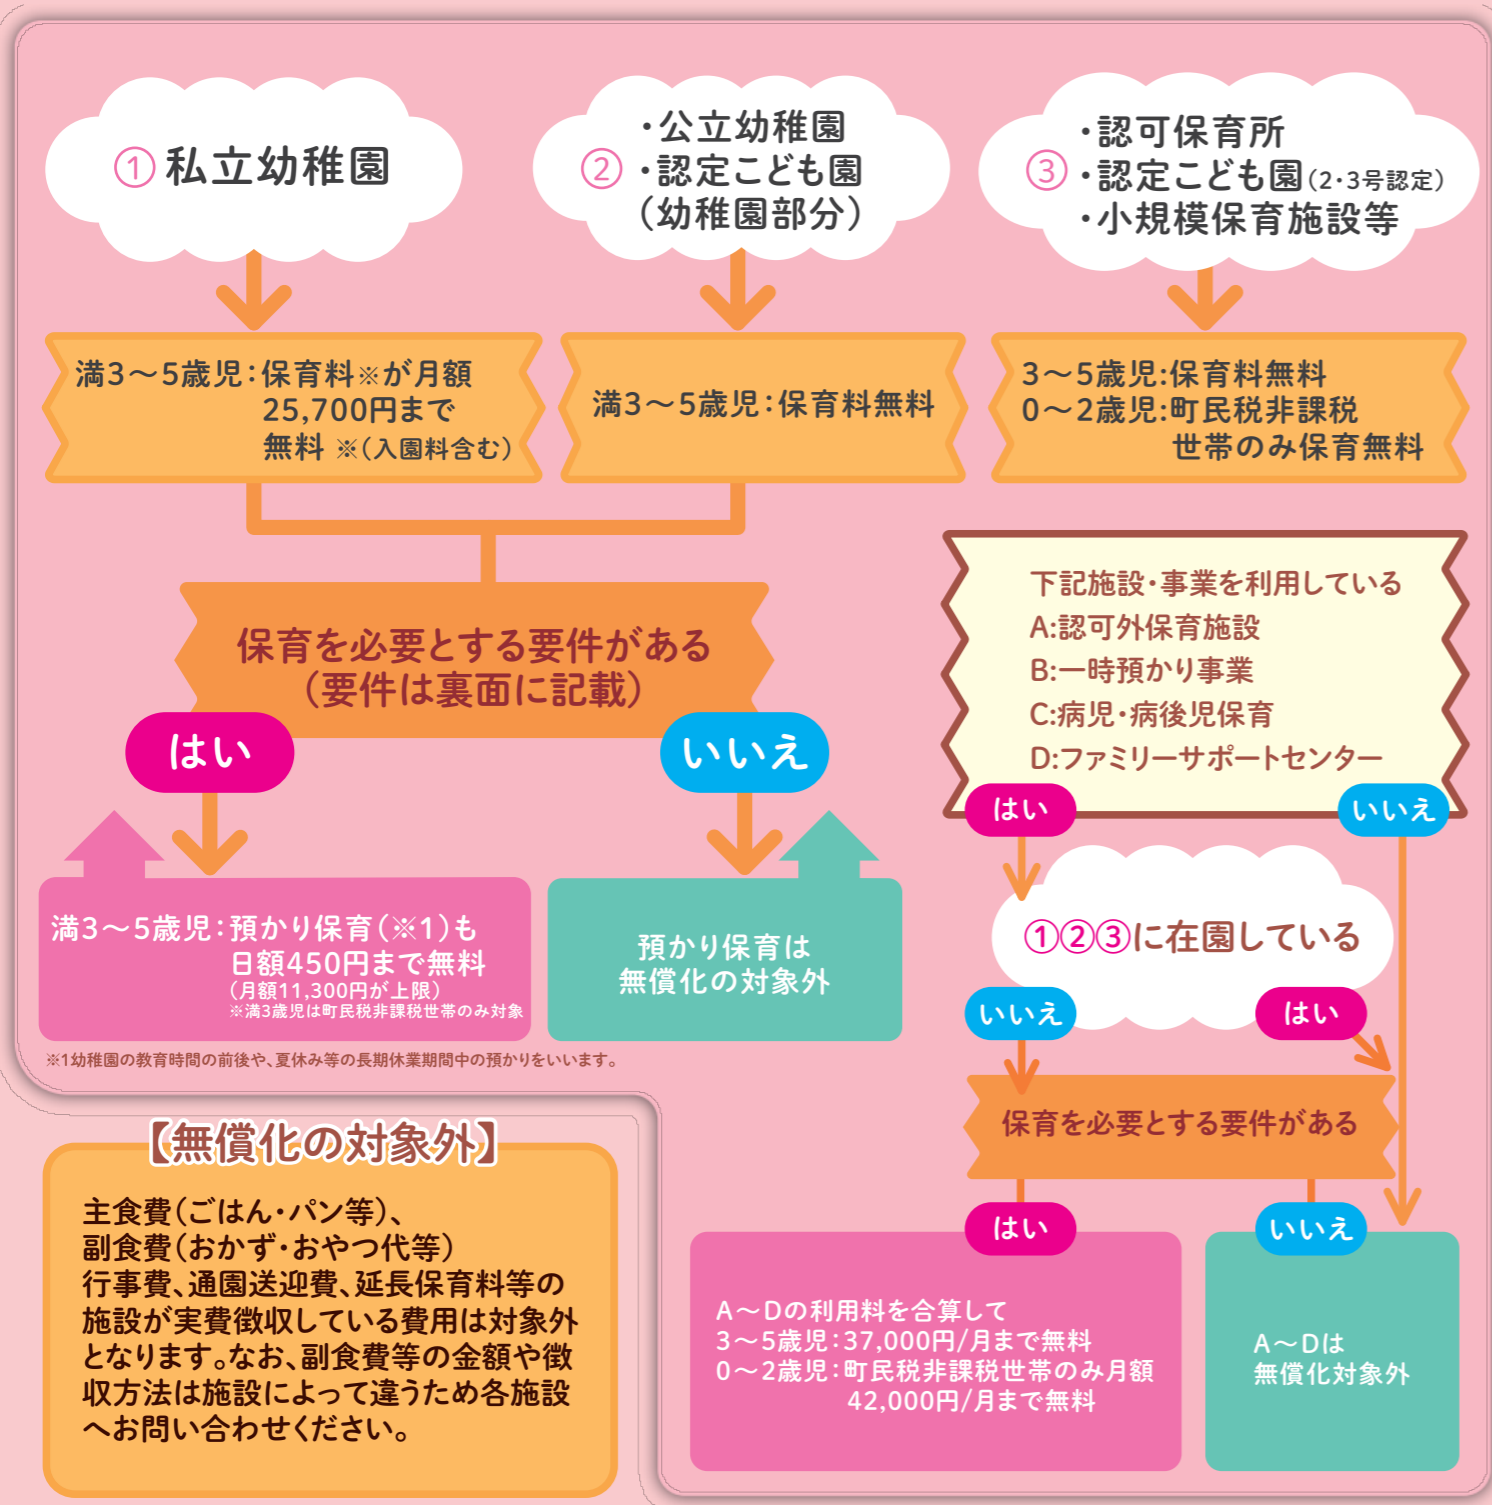 ① 私立幼稚園
②
・公立幼稚園
・認定こども園
(幼稚園部分)
③
・認可保育所
・認定こども園(2・3号認定)
・小規模保育施設等
満3〜5歳児：保育料※が月額
25,700円まで
無料 ※(入園料含む)
満3〜5歳児：保育料無料
3〜5歳児:保育料無料
0〜2歳児:町民税非課税
世帯のみ保育無料
保育を必要とする要件がある
(要件は裏面に記載)
はい
いいえ
満3〜5歳児：預かり保育(※1)も
日額450円まで無料
(月額11,300円が上限)
※満3歳児は町民税非課税世帯のみ対象
預かり保育は
無償化の対象外
※1幼稚園の教育時間の前後や、夏休み等の長期休業期間中の預かりをいいます。
下記施設・事業を利用している
A:認可外保育施設
B:一時預かり事業
C:病児・病後児保育
D:ファミリーサポートセンター
はい
いいえ
①②③に在園している
いいえ
はい
保育を必要とする要件がある
はい
いいえ
A〜Dの利用料を合算して
3〜5歳児：37,000円/月まで無料
0〜2歳児：町民税非課税世帯のみ月額
42,000円/月まで無料
A〜Dは
無償化対象外
【無償化の対象外】
主食費(ごはん・パン等)、
副食費(おかず・おやつ代等)
行事費、通園送迎費、延長保育料等の
施設が実費徴収している費用は対象外
となります。なお、副食費等の金額や徴
収方法は施設によって違うため各施設
へお問い合わせください。